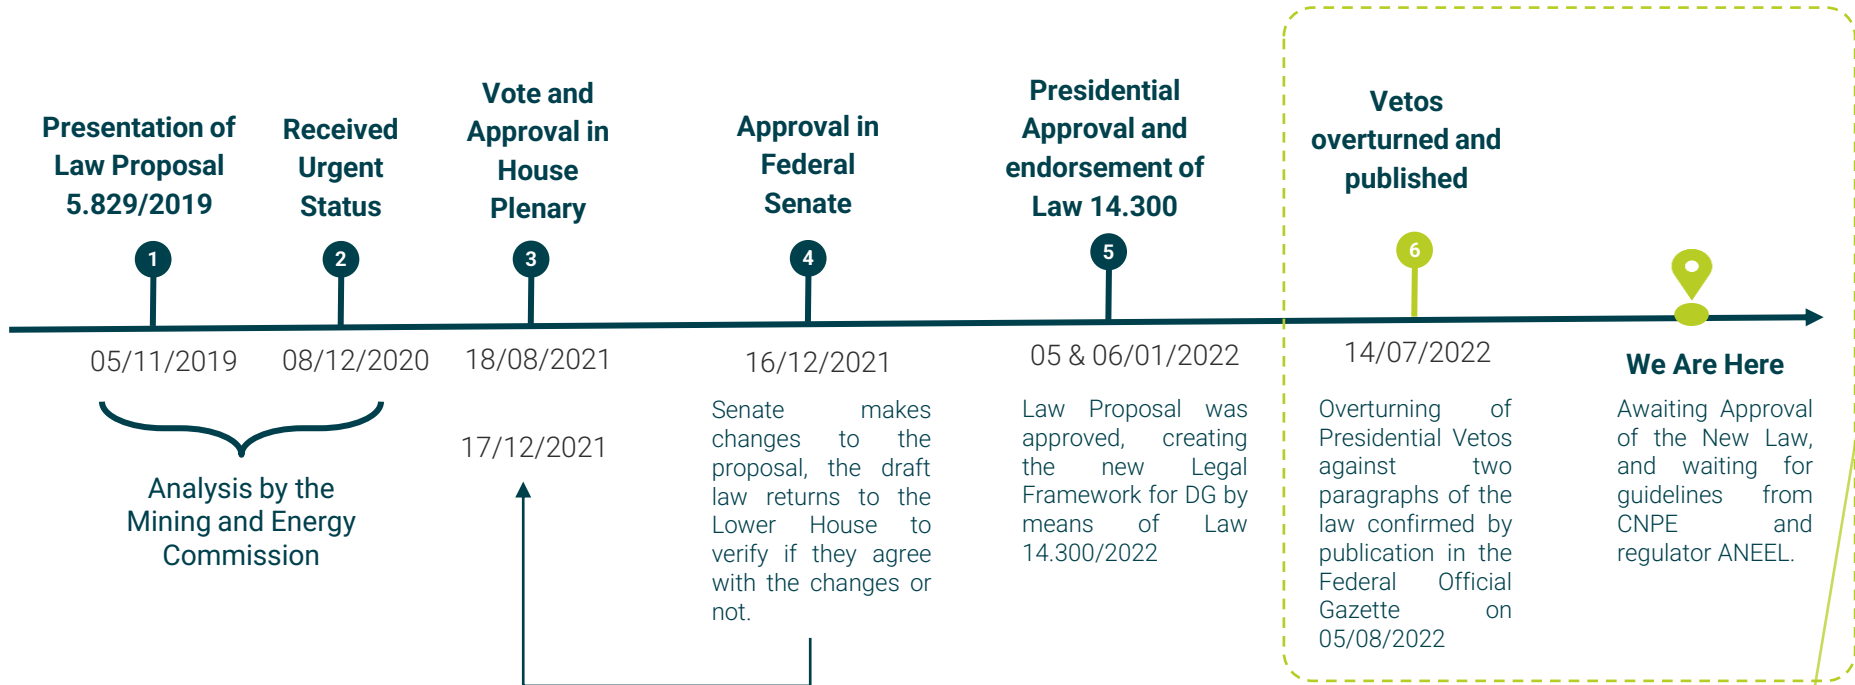 Presentation of
Law Proposal
5.829/2019
1
05/11/2019
Received
Urgent
Status
2
08/12/2020
Analysis by the
Mining and Energy
Commission
Vote and
Approval in
House
Plenary
3
18/08/2021
17/12/2021
Approval in
Federal
Senate
4
16/12/2021
Senate makes
changes to the
proposal, the draft
law returns to the
Lower House to
verify if they agree
with the changes or
not.
Presidential
Approval and
endorsement of
Law 14.300
5
05 & 06/01/2022
Law Proposal was
approved, creating
the new Legal
Framework for DG by
means of Law
14.300/2022
Vetos
overturned and
published
6
14/07/2022
Overturning of
Presidential Vetos
against two
paragraphs of the
law confirmed by
publication in the
Federal Official
Gazette on
05/08/2022
We Are Here
Awaiting Approval
of the New Law,
and waiting for
guidelines from
CNPE and
regulator ANEEL.